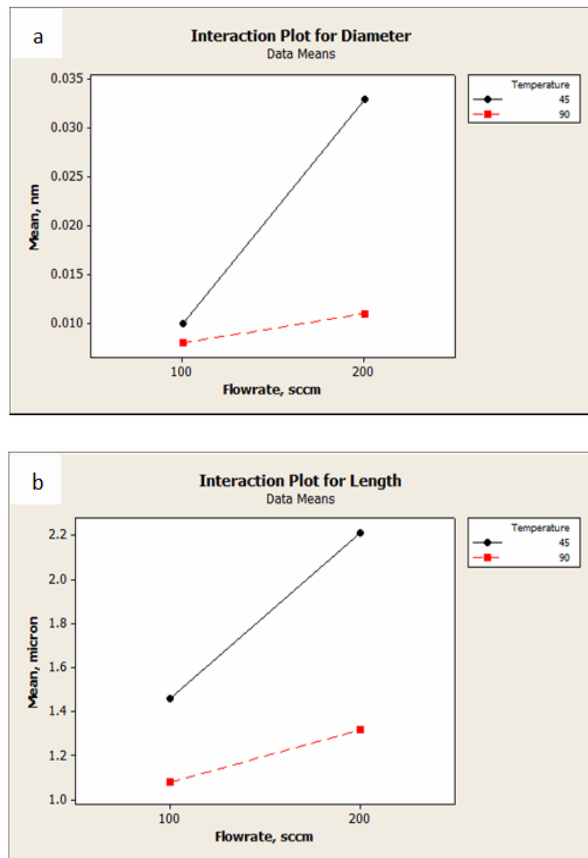 a
Interaction Plot for Diameter
Data Means
0.035
0.030
0.025
0.020
0.015
0.010
Mean, nm
100
200
Flowrate, sccm
Temperature
45
90
b
Interaction Plot for Length
Data Means
2.2
2.0
1.8
1.6
1.4
1.2
1.0
Mean, micron
100
200
Flowrate, sccm
Temperature
45
90